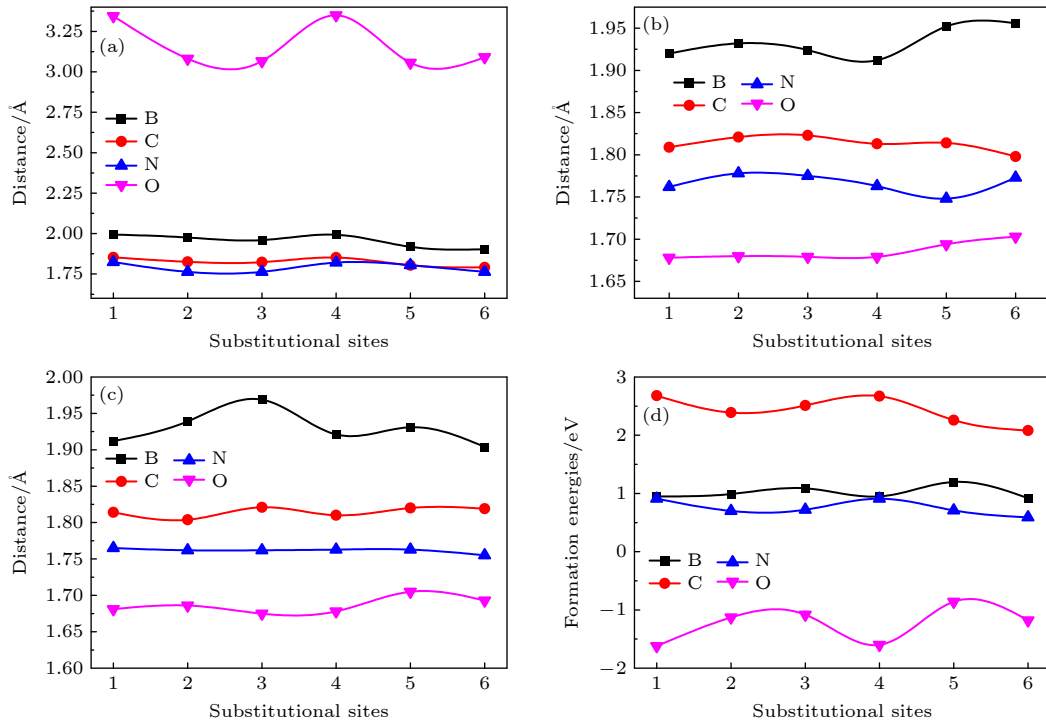 (a)
3.25
3.00
2.75
2.50
2.25
2.00
1.75
Distance/Å
B
C
N
O
1 2 3 4 5 6
Substitutional sites
(b)
1.95
1.90
1.85
1.80
1.75
1.70
1.65
Distance/Å
B N
C O
1 2 3 4 5 6
Substitutional sites
(c)
2.00
1.95
1.90
1.85
1.80
1.75
1.70
1.65
1.60
Distance/Å
B N
C O
1 2 3 4 5 6
Substitutional sites
(d)
3
2
1
0
−1
−2
Formation energies/eV
B N
C O
1 2 3 4 5 6
Substitutional sites